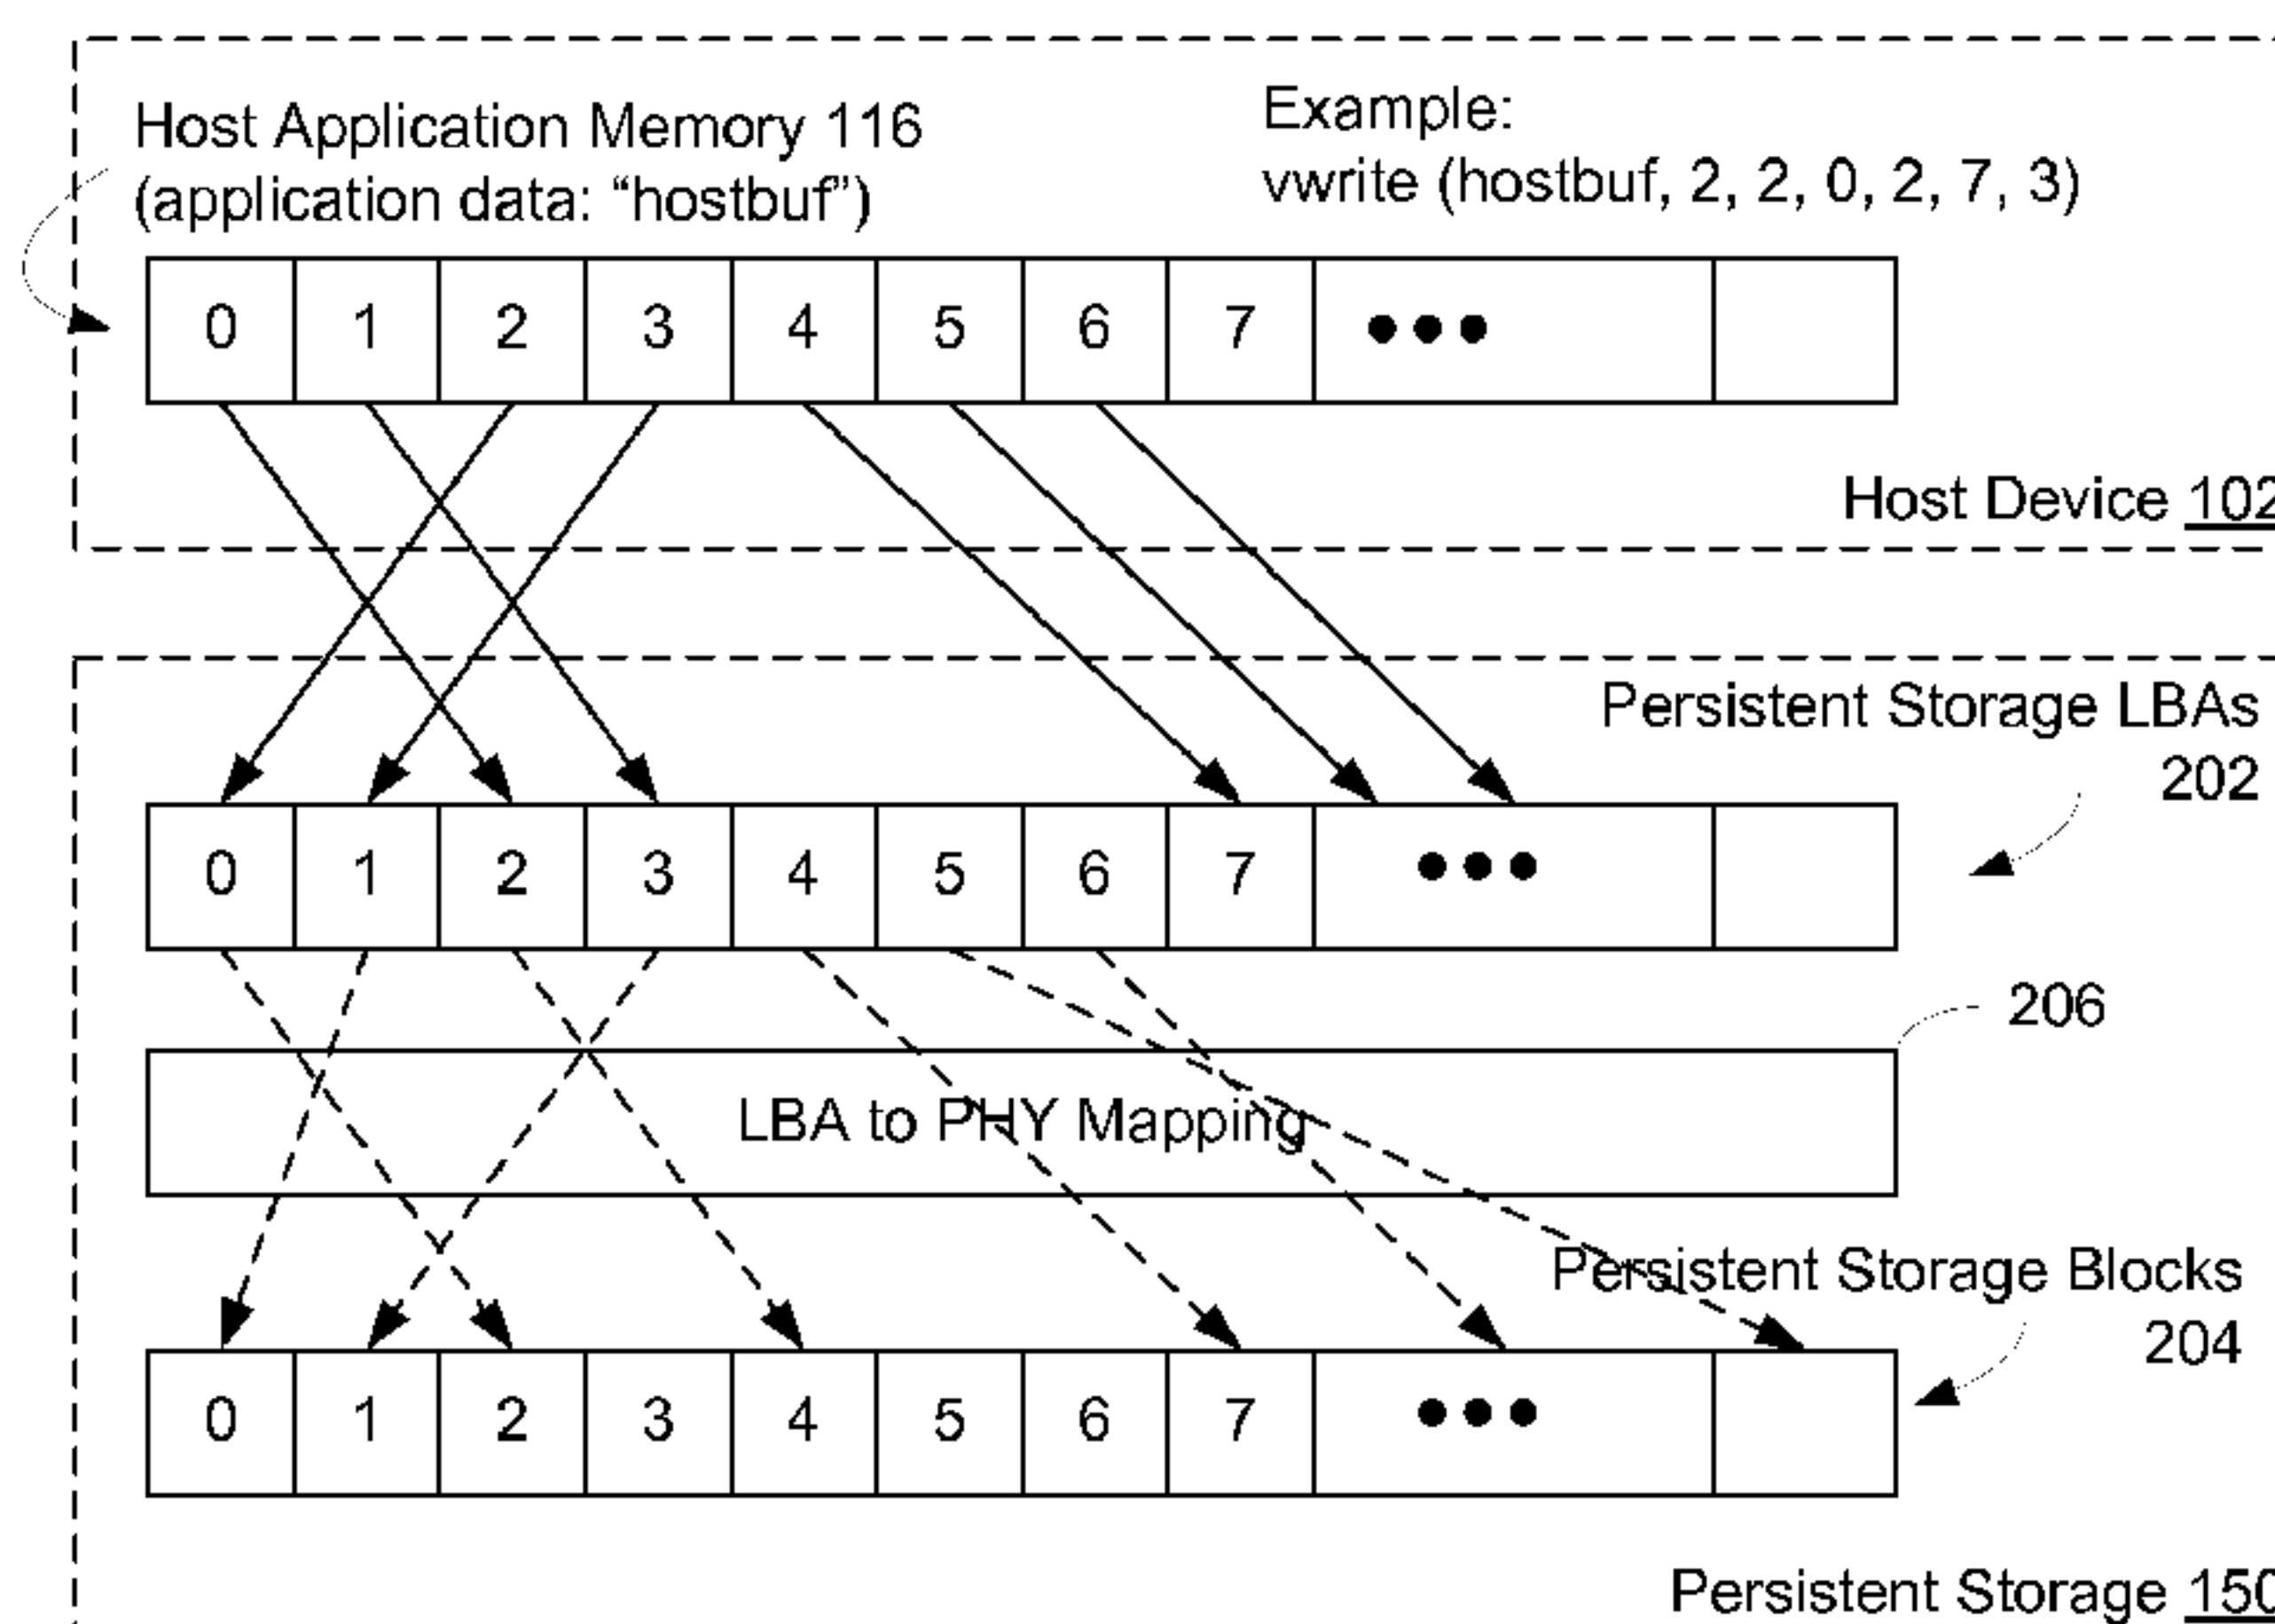 Host Application Memory 116
(application data: “hostbuf”)
Example:
vwrite (hostbuf, 2, 2, 0, 2, 7, 3)
0 1 2 3 4 5 6 7 •••
Host Device 102
Persistent Storage LBAs
202
0 1 2 3 4 5 6 7 •••
206
LBA to PHY Mapping
Persistent Storage Blocks
204
0 1 2 3 4 5 6 7 •••
Persistent Storage 150